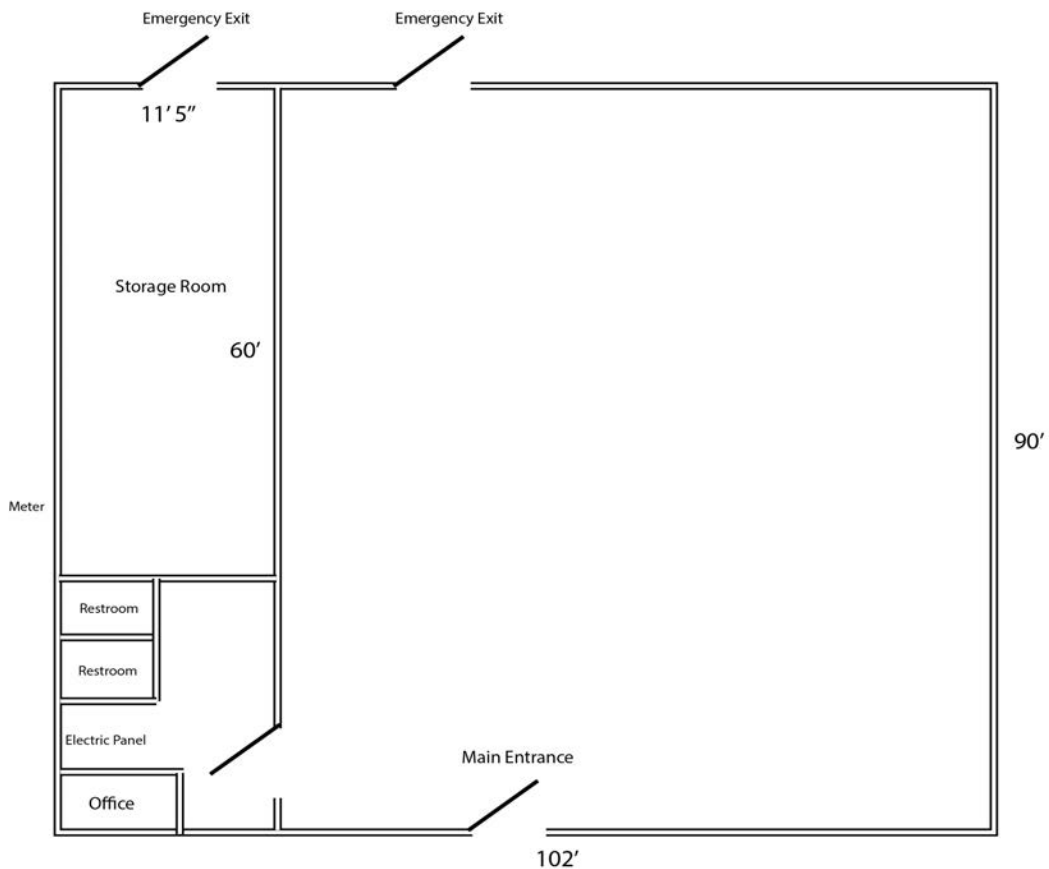 Emergency Exit
Emergency Exit
11’ 5”
Storage Room
60’
90’
Meter
Restroom
Restroom
Electric Panel
Main Entrance
Office
102’